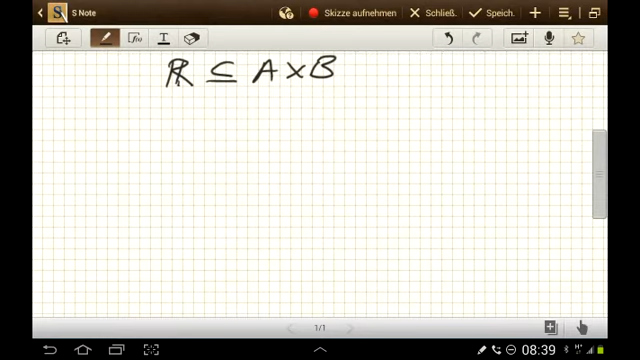 S Note
Skizze aufnehmen
Schließ.
Speich.
f(x)
T
R ⊆ A × B
1/1
08:39